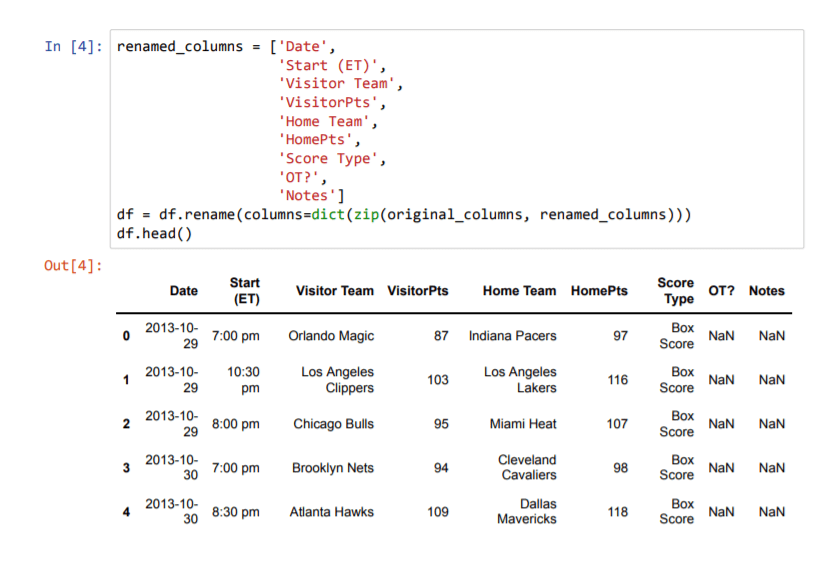 In [4]: renamed_columns = ['Date',
'Start (ET)',
'Visitor Team',
'VisitorPts',
'Home Team',
'HomePts',
'Score Type',
'OT?',
'Notes']
df = df.rename(columns=dict(zip(original_columns, renamed_columns)))
df.head()
Out[4]:
Date Start (ET) Visitor Team VisitorPts Home Team HomePts Score Type OT? Notes
0 2013-10-29 7:00 pm Orlando Magic 87 Indiana Pacers 97 Box Score NaN NaN
1 2013-10-29 10:30 pm Los Angeles Clippers 103 Los Angeles Lakers 116 Box Score NaN NaN
2 2013-10-29 8:00 pm Chicago Bulls 95 Miami Heat 107 Box Score NaN NaN
3 2013-10-30 7:00 pm Brooklyn Nets 94 Cleveland Cavaliers 98 Box Score NaN NaN
4 2013-10-30 8:30 pm Atlanta Hawks 109 Dallas Mavericks 118 Box Score NaN NaN